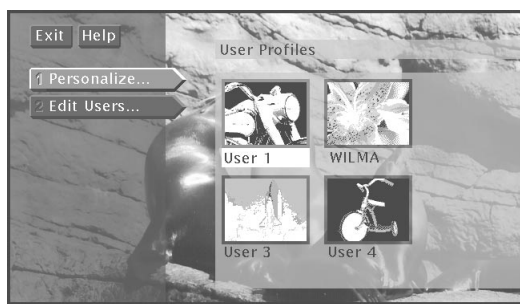 Exit Help
User Profiles
1 Personalize...
2 Edit Users...
User 1 WILMA
User 3 User 4